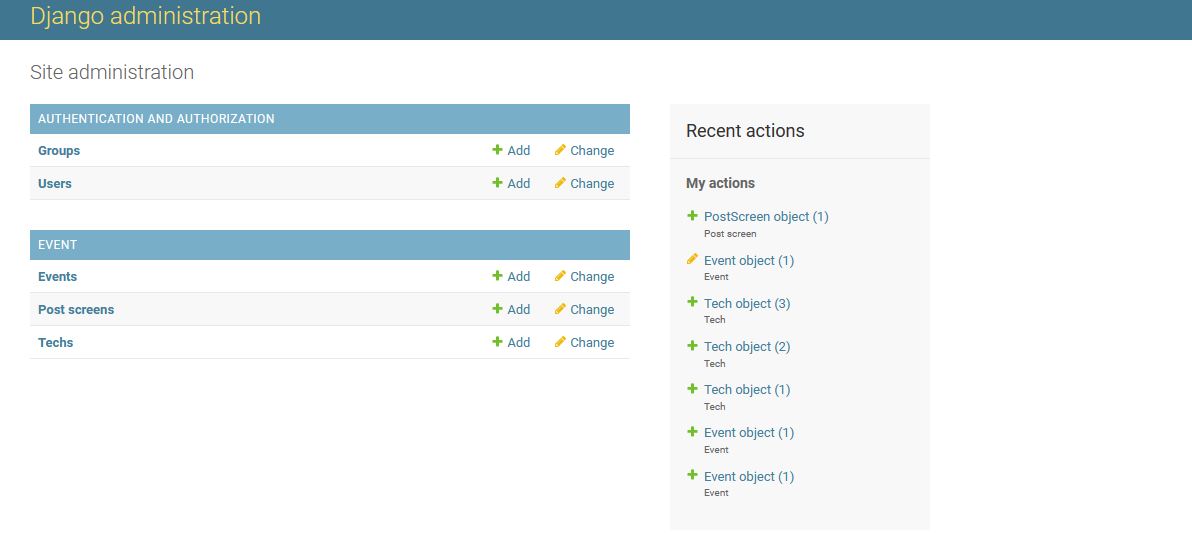 Django administration
Site administration
AUTHENTICATION AND AUTHORIZATION
Groups Add Change
Users Add Change
EVENT
Events Add Change
Post screens Add Change
Techs Add Change
Recent actions
My actions
PostScreen object (1)
Post screen
Event object (1)
Event
Tech object (3)
Tech
Tech object (2)
Tech
Tech object (1)
Tech
Event object (1)
Event
Event object (1)
Event